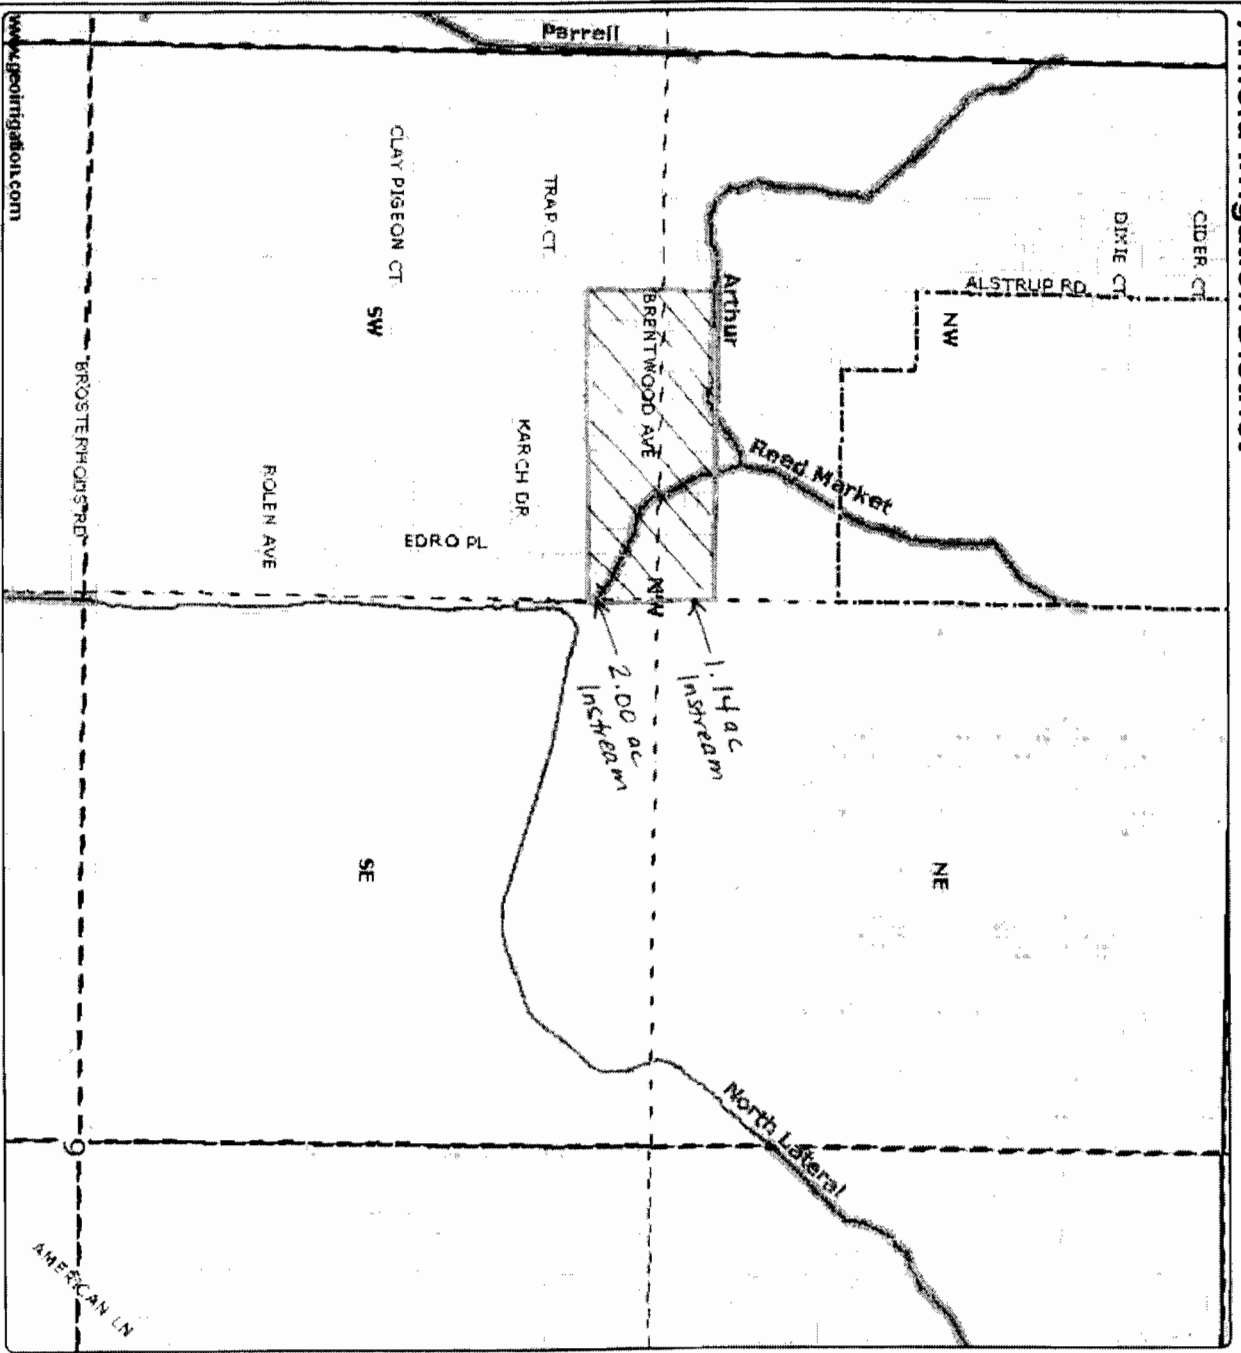 Parrell
www.geoirrigation.com
CLAY PIGEON CT
TRAP CT
CIDER CT
DIXIE CT
ALSTRUP RD
Arthur
BRENTWOOD AVE
SW
NW
BROSTERHOUS RD
KARCH DR
Reed Market
ROLEN AVE
EDRO PL
NW
1.14 ac
Instream
2.00 ac
Instream
SE
NE
North Lateral
9
AMERICAN LN